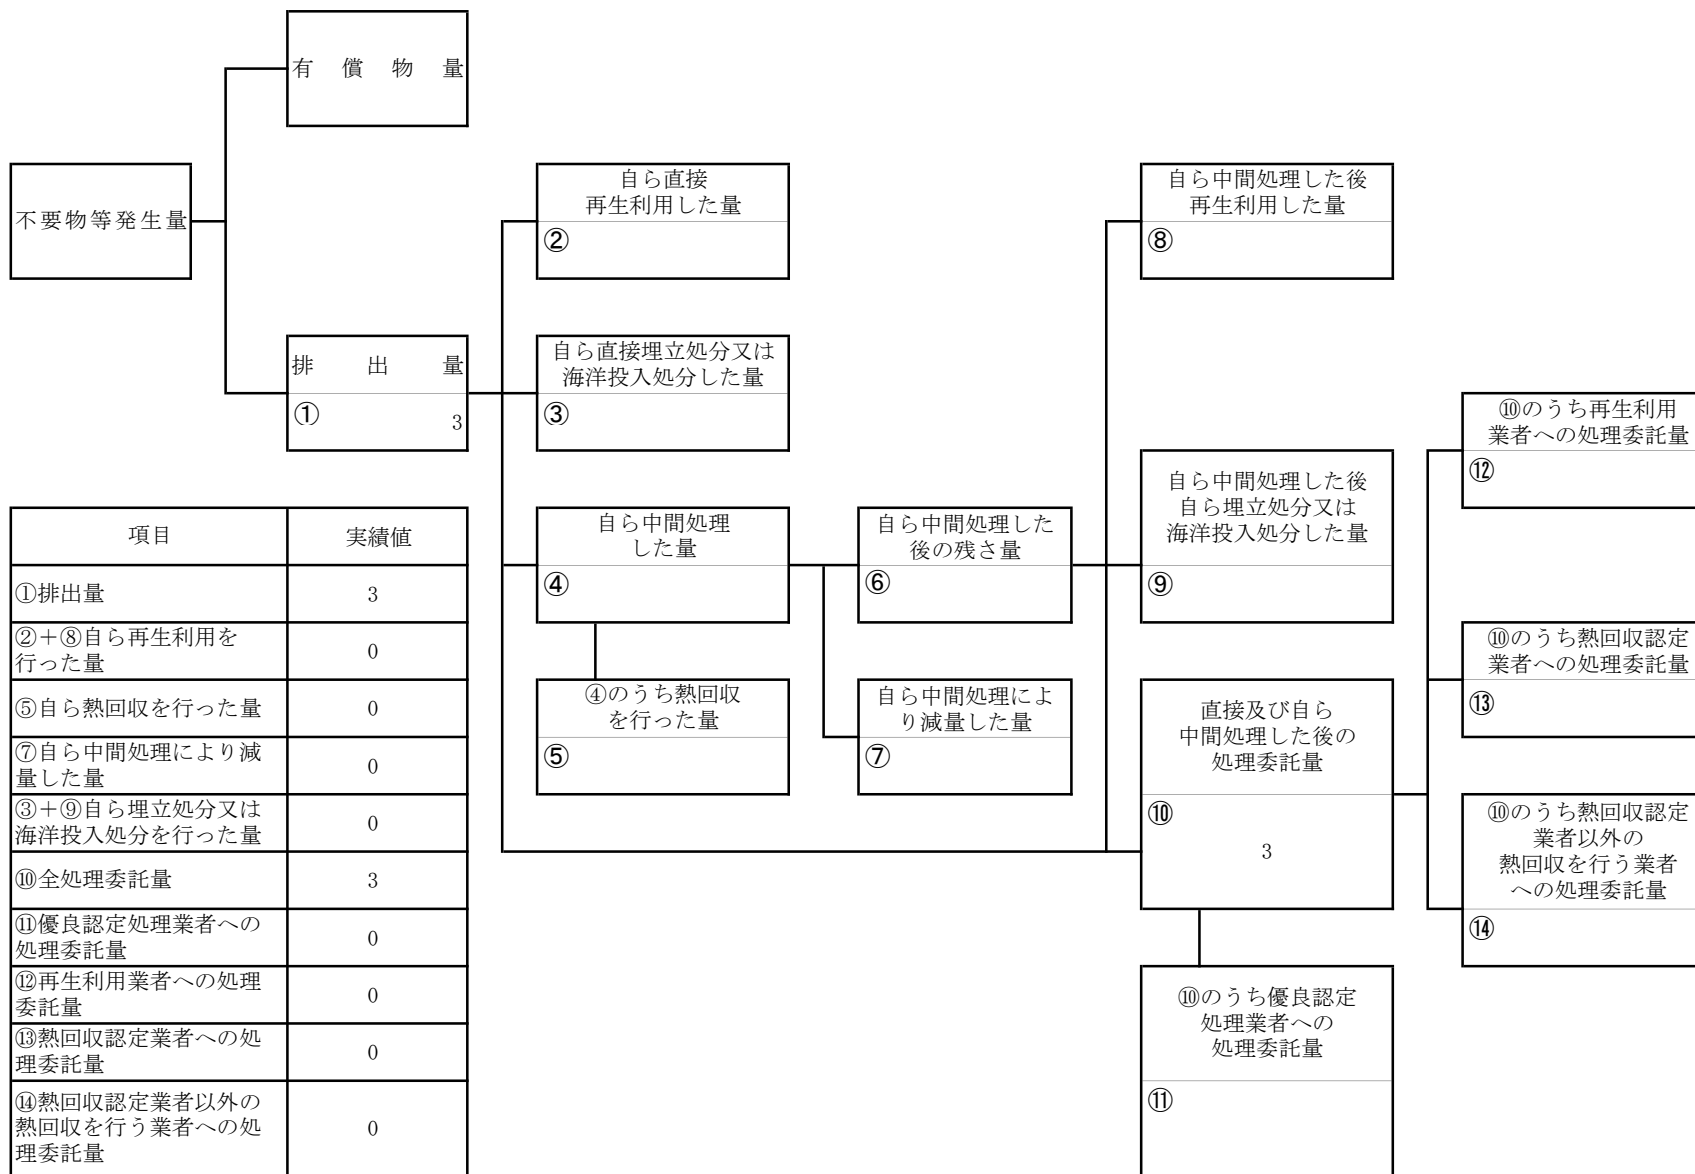 有償物量
不要物等発生量
排出量
①
3
自ら直接
再生利用した量
②
自ら直接埋立処分又は
海洋投入処分した量
③
自ら中間処理
した量
④
④のうち熱回収
を行った量
⑤
自ら中間処理した
後の残さ量
⑥
自ら中間処理によ
り減量した量
⑦
自ら中間処理した後
再生利用した量
⑧
自ら中間処理した後
自ら埋立処分又は
海洋投入処分した量
⑨
直接及び自ら
中間処理した後の
処理委託量
⑩
3
⑩のうち優良認定
処理業者への
処理委託量
⑪
⑩のうち再生利用
業者への処理委託量
⑫
⑩のうち熱回収認定
業者への処理委託量
⑬
⑩のうち熱回収認定
業者以外の
熱回収を行う業者
への処理委託量
⑭
項目 実績値
①排出量 3
②＋⑧自ら再生利用を
行った量 0
⑤自ら熱回収を行った量 0
⑦自ら中間処理により減
量した量 0
③＋⑨自ら埋立処分又は
海洋投入処分を行った量 0
⑩全処理委託量 3
⑪優良認定処理業者への
処理委託量 0
⑫再生利用業者への処理
委託量 0
⑬熱回収認定業者への処
理委託量 0
⑭熱回収認定業者以外の
熱回収を行う業者への処
理委託量 0